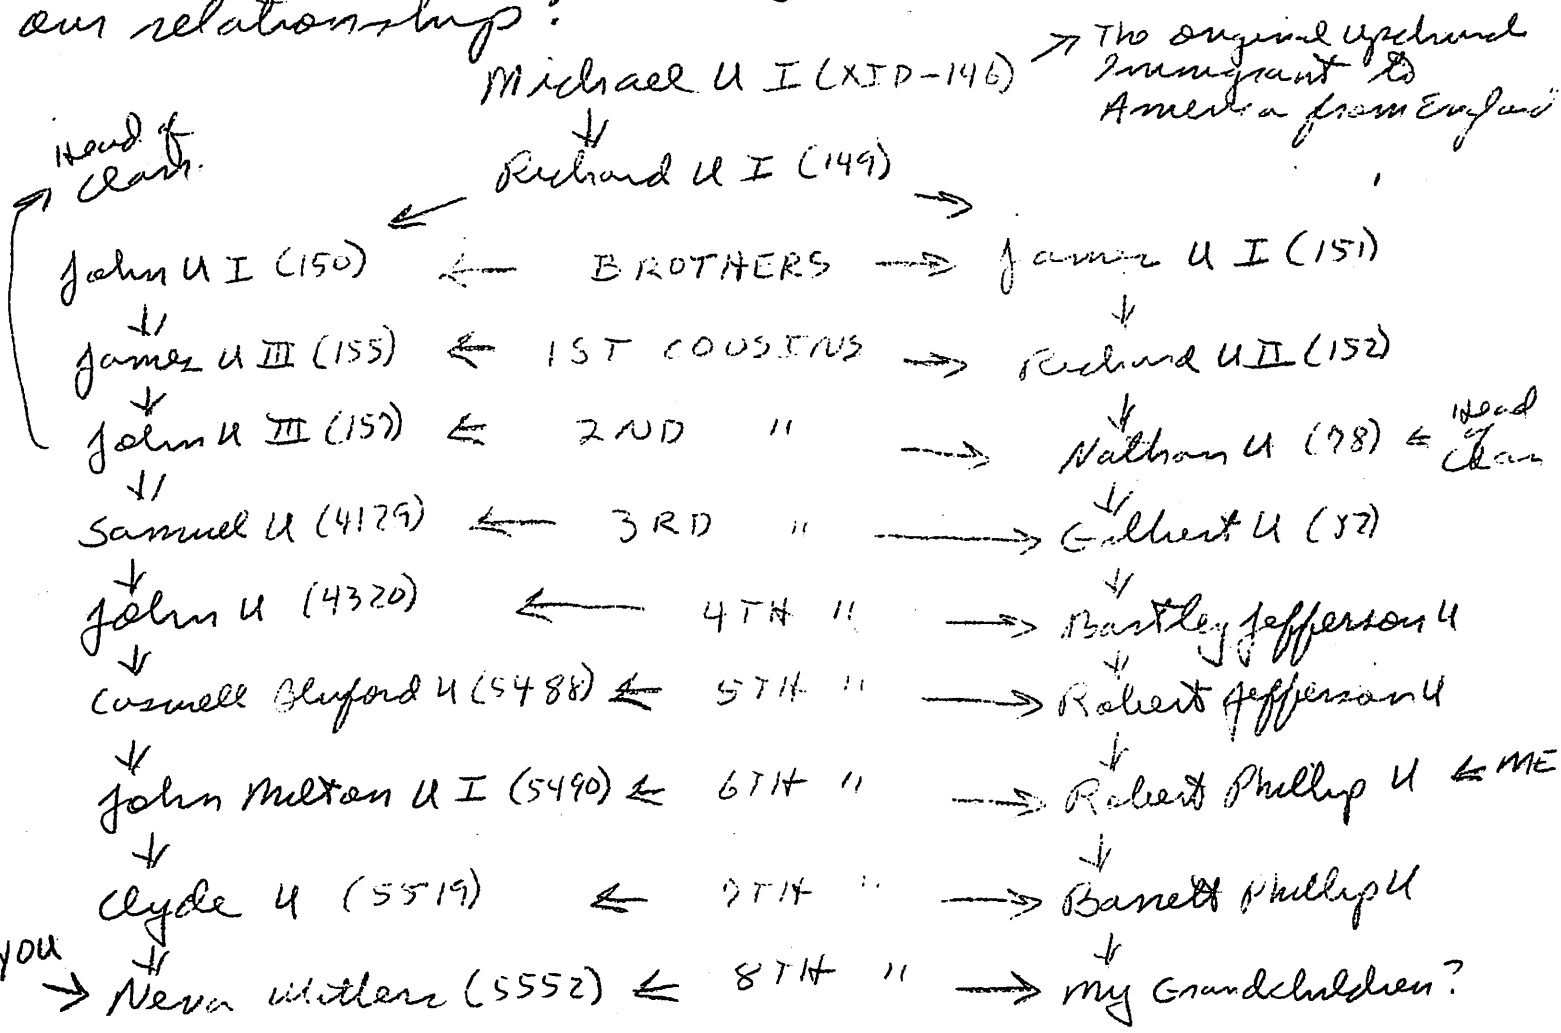 our relationship?
Michael U I (XJD-146) → The original Upchurch
Immigrant to
America from England
Head of
Clan.
Richard U I (149)
John U I (150) ← BROTHERS → James U I (151)
James U III (155) ← 1ST COUSINS → Richard U II (152)
John U III (157) ← 2ND " → Nathan U (78) ← Head
of
Clan
Samuel U (4129) ← 3RD " → Gilbert U
John U (4320) ← 4TH " → Bartley Jefferson U
Caswell Bluford U (5488) ← 5TH " → Robert Jefferson U
John Milton U I (5490) ← 6TH " → Robert Phillip U ← ME
Clyde U (5519) ← 7TH " → Barrett Phillip U
YOU
→ Neva (5552) ← 8TH " → My Grandchildren?